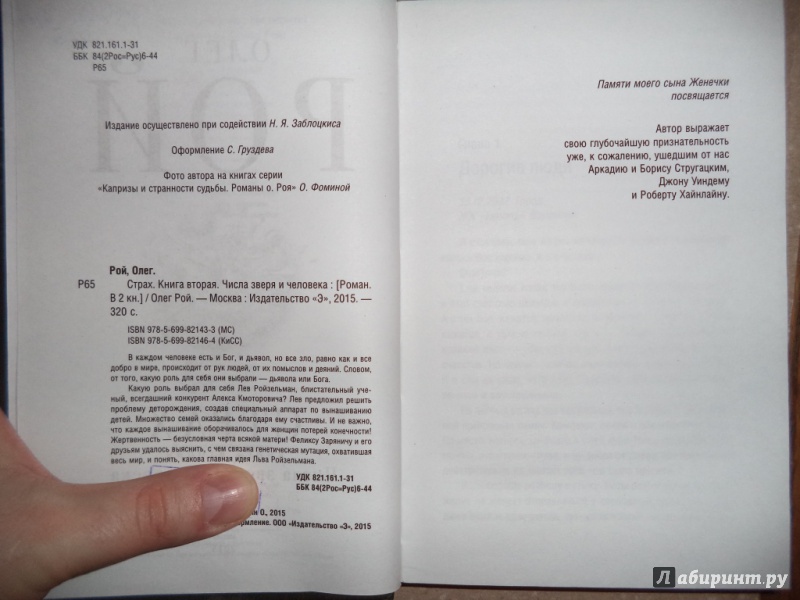 УДК 821.161.1-31
ББК 84(2Рос=Рус)6-44
Р65
Издание осуществлено при содействии Н. Я. Заблоцкиса
Оформление С. Груздева
Фото автора на книгах серии
«Капризы и странности судьбы. Романы о. Роя» О. Фоминой
Рой, Олег.
Р65 Страх. Книга вторая. Числа зверя и человека : [Роман.
В 2 кн.] / Олег Рой. — Москва : Издательство «Э», 2015. —
320 с.
ISBN 978-5-699-82143-3 (МС)
ISBN 978-5-699-82146-4 (КиСС)
В каждом человеке есть и Бог, и дьявол, но все зло, равно как и все
добро в мире, происходит от рук людей, от их помыслов и деяний. Словом,
от того, какую роль для себя они выбрали — дьявола или Бога.
Какую роль выбрал для себя Лев Ройзельман, блистательный уче-
ный, всегдашний конкурент Алекса Кмоторовича? Лев предложил решить
проблему деторождения, создав специальный аппарат по вынашиванию
детей. Множество семей оказались благодаря ему счастливы. И не важно,
что каждое вынашивание оборачивалось для женщин потерей конечности!
Жертвенность — безусловная черта всякой матери! Феликсу Заряничу и его
друзьям удалось выяснить, с чем связана генетическая мутация, охватившая
весь мир, и понять, какова главная идея Льва Ройзельмана.
УДК 821.161.1-31
ББК 84(2Рос=Рус)6-44
О., 2015
ООО «Издательство «Э», 2015
Памяти моего сына Женечки
посвящается
Автор выражает
свою глубочайшую признательность
уже, к сожалению, ушедшим от нас
Аркадию и Борису Стругацким,
Джону Уиндему
и Роберту Хайнлайну.
Лабиринт.ру